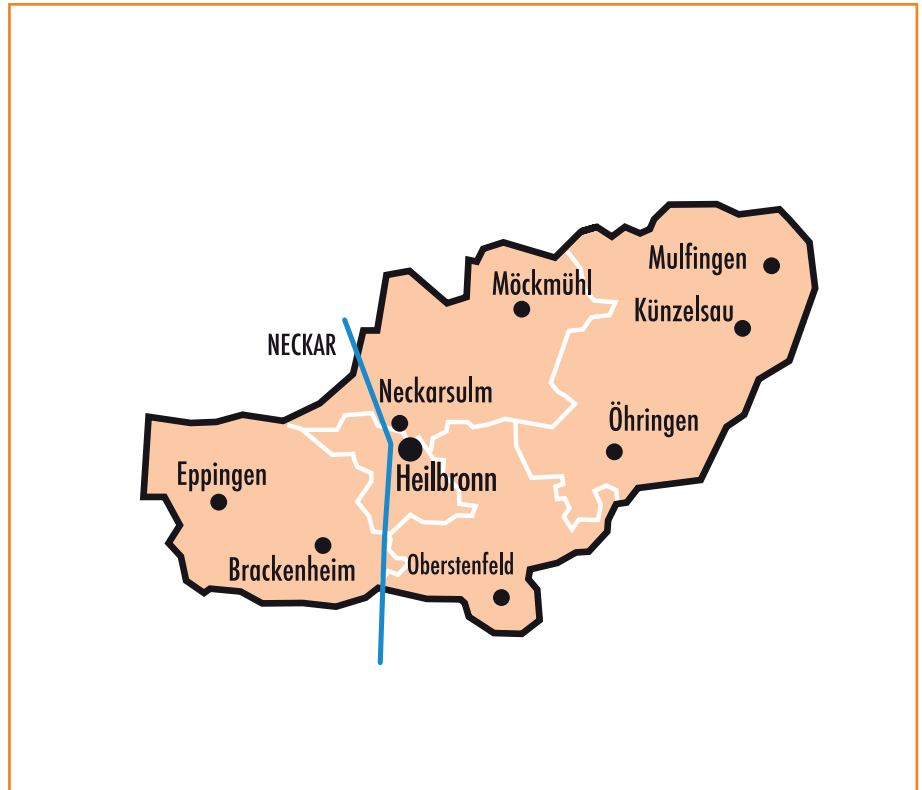 Mulfingen
Möckmühl
Künzelsau
NECKAR
Neckarsulm
Öhringen
Eppingen
Heilbronn
Oberstenfeld
Brackenheim